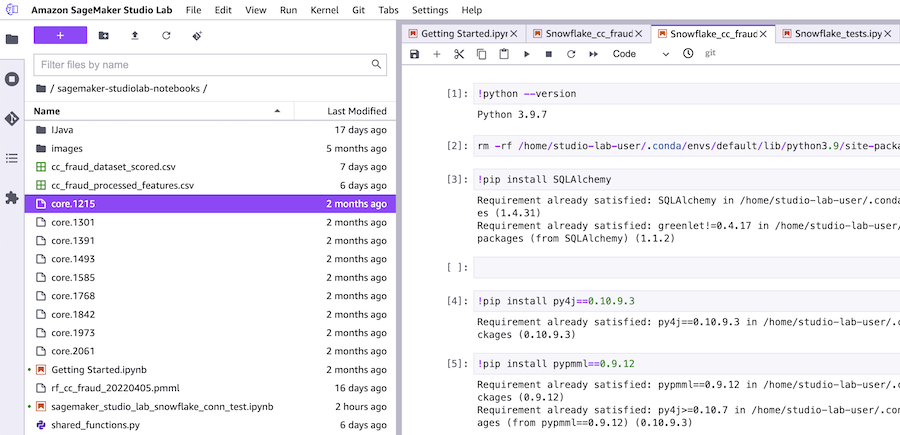 Amazon SageMaker Studio Lab File Edit View Run Kernel Git Tabs Settings Help
Getting Started.ipyr Snowflake_cc_fraud Snowflake_cc_fraud Snowflake_tests.ipy
Code git
Filter files by name
/ sagemaker-studiolab-notebooks /
Name Last Modified
IJava 17 days ago
images 5 months ago
cc_fraud_dataset_scored.csv 7 days ago
cc_fraud_processed_features.csv 6 days ago
core.1215 2 months ago
core.1301 2 months ago
core.1391 2 months ago
core.1493 2 months ago
core.1585 2 months ago
core.1768 2 months ago
core.1842 2 months ago
core.1973 2 months ago
core.2061 2 months ago
Getting Started.ipynb 2 months ago
rf_cc_fraud_20220405.pmml 16 days ago
sagemaker_studio_lab_snowflake_conn_test.ipynb 2 hours ago
shared_functions.py 6 days ago
[1]: !python --version
Python 3.9.7
[2]: rm -rf /home/studio-lab-user/.conda/envs/default/lib/python3.9/site-packa
[3]: !pip install SQLAlchemy
Requirement already satisfied: SQLAlchemy in /home/studio-lab-user/.conda
es (1.4.31)
Requirement already satisfied: greenlet!=0.4.17 in /home/studio-lab-user/
packages (from SQLAlchemy) (1.1.2)
[ ]:
[4]: !pip install py4j==0.10.9.3
Requirement already satisfied: py4j==0.10.9.3 in /home/studio-lab-user/.c
ckages (0.10.9.3)
[5]: !pip install pypmml==0.9.12
Requirement already satisfied: pypmml==0.9.12 in /home/studio-lab-user/.c
ckages (0.9.12)
Requirement already satisfied: py4j>=0.10.7 in /home/studio-lab-user/.con
ages (from pypmml==0.9.12) (0.10.9.3)